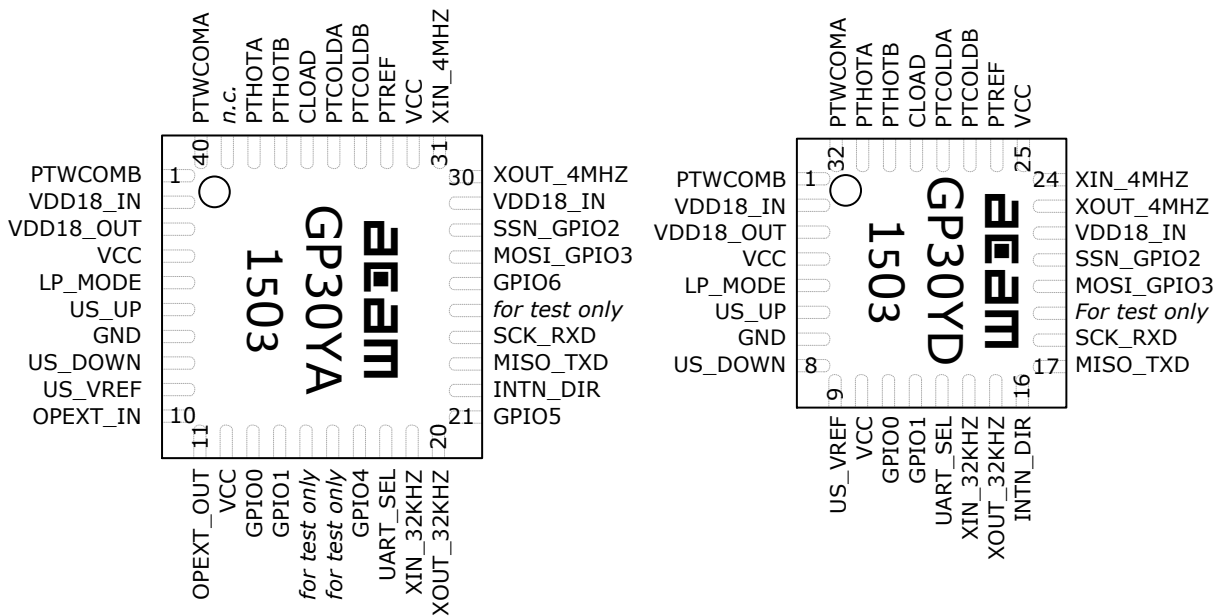 PTWCOMA
n.c.
PTHOTA
PTHOTB
CLOAD
PTCOLDA
PTCOLDB
PTREF
VCC
XIN_4MHZ
40
31
PTWCOMB
VDD18_IN
VDD18_OUT
VCC
LP_MODE
US_UP
GND
US_DOWN
US_VREF
OPEXT_IN
1
10
acam
GP30YA
1503
30
21
XOUT_4MHZ
VDD18_IN
SSN_GPIO2
MOSI_GPIO3
GPIO6
for test only
SCK_RXD
MISO_TXD
INTN_DIR
GPIO5
11
20
OPEXT_OUT
VCC
GPIO0
GPIO1
for test only
for test only
GPIO4
UART_SEL
XIN_32KHZ
XOUT_32KHZ
PTWCOMA
PTHOTA
PTHOTB
CLOAD
PTCOLDA
PTCOLDB
PTREF
VCC
32
25
PTWCOMB
VDD18_IN
VDD18_OUT
VCC
LP_MODE
US_UP
GND
US_DOWN
1
8
acam
GP30YD
1503
24
17
XIN_4MHZ
XOUT_4MHZ
VDD18_IN
SSN_GPIO2
MOSI_GPIO3
For test only
SCK_RXD
MISO_TXD
9
16
US_VREF
VCC
GPIO0
GPIO1
UART_SEL
XIN_32KHZ
XOUT_32KHZ
INTN_DIR